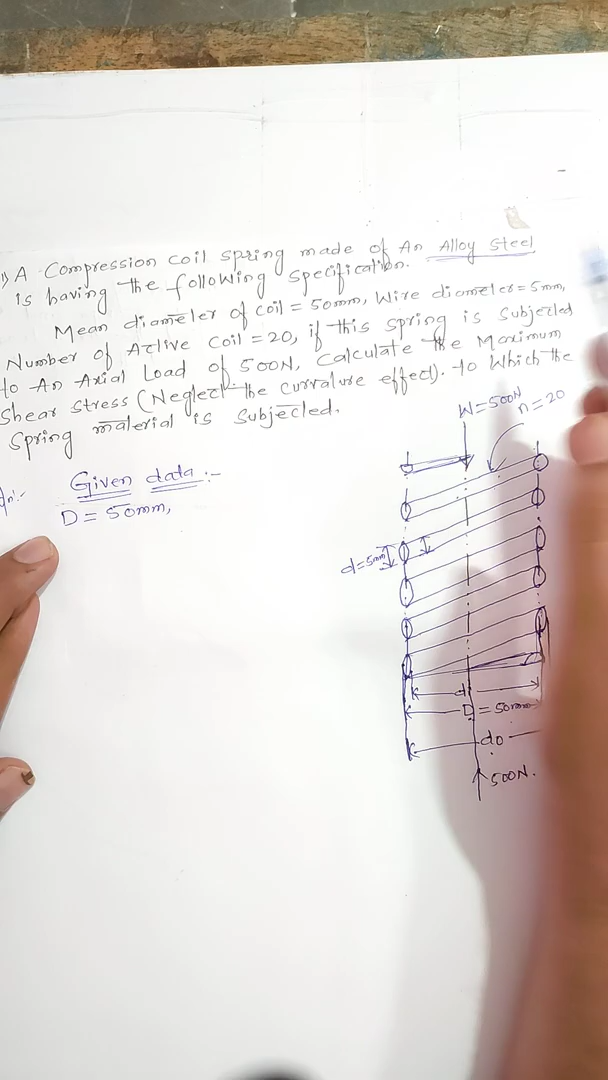 1) A Compression coil spring made of An Alloy Steel
is having the following specification.
Mean diameter of coil = 50mm, Wire diameter = 5mm,
Number of Active coil = 20, if this spring is Subjected
to An Axial Load of 500N, Calculate the Maximum
Shear Stress (Neglect the curvature effect). to Which the
Spring material is Subjected.
W=500N
n=20
Given data :-
D = 50mm,
d=5mm
di
D = 50mm
do
500N.